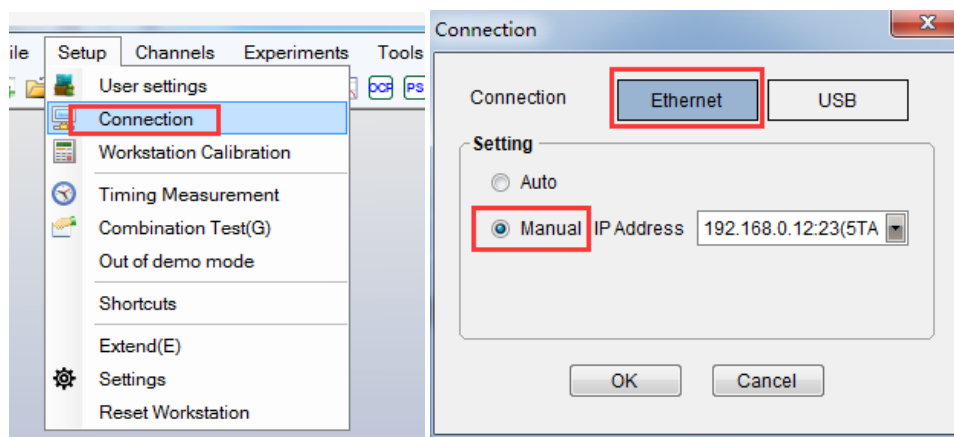 ile Setup Channels Experiments Tools
DCP PS
User settings
Connection
Workstation Calibration
Timing Measurement
Combination Test(G)
Out of demo mode
Shortcuts
Extend(E)
Settings
Reset Workstation
Connection
Connection Ethernet USB
Setting
Auto
Manual IP Address 192.168.0.12:23(5TA
OK Cancel